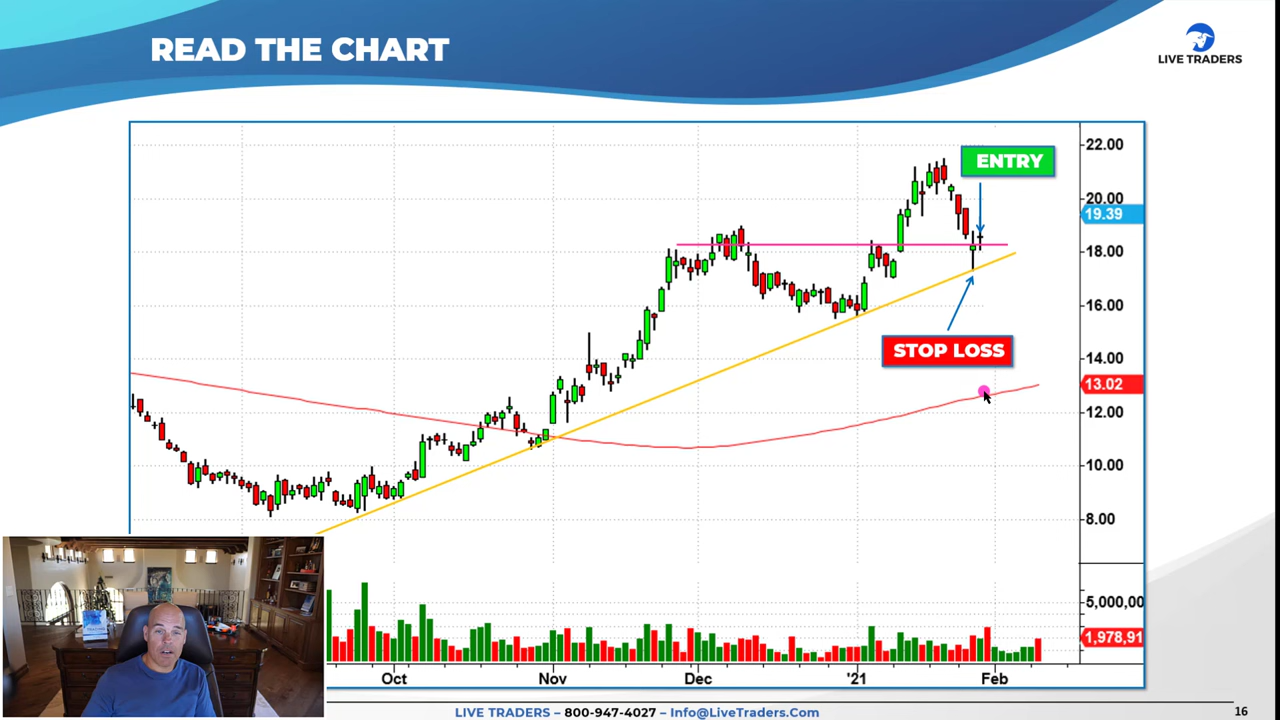 READ THE CHART
LIVE TRADERS
22.00
ENTRY
20.00
19.39
18.00
16.00
STOP LOSS
14.00
13.02
12.00
10.00
8.00
5,000,00
1,978,91
Oct Nov Dec '21 Feb
LIVE TRADERS – 800-947-4027 – Info@LiveTraders.Com
16